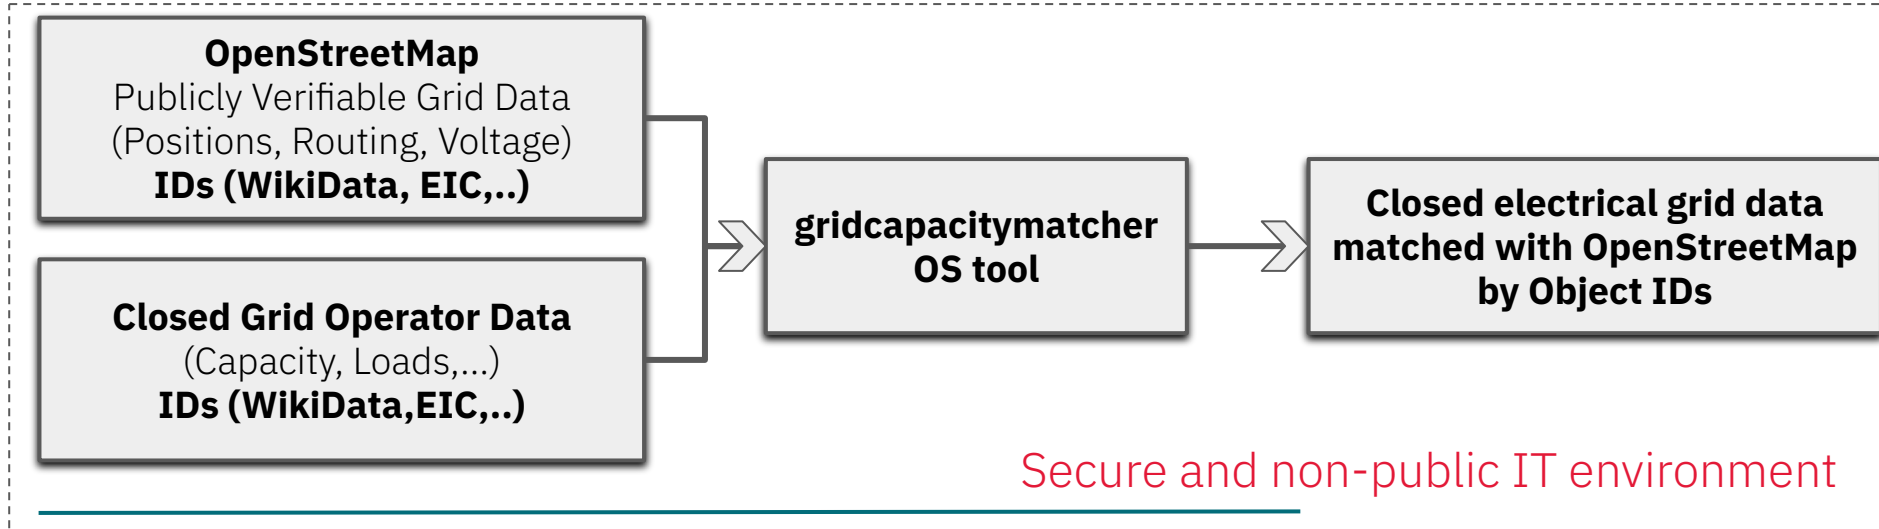 OpenStreetMap
Publicly Verifiable Grid Data
(Positions, Routing, Voltage)
IDs (WikiData, EIC,..)
Closed Grid Operator Data
(Capacity, Loads,...)
IDs (WikiData,EIC,..)
gridcapacitymatcher
OS tool
Closed electrical grid data
matched with OpenStreetMap
by Object IDs
Secure and non-public IT environment